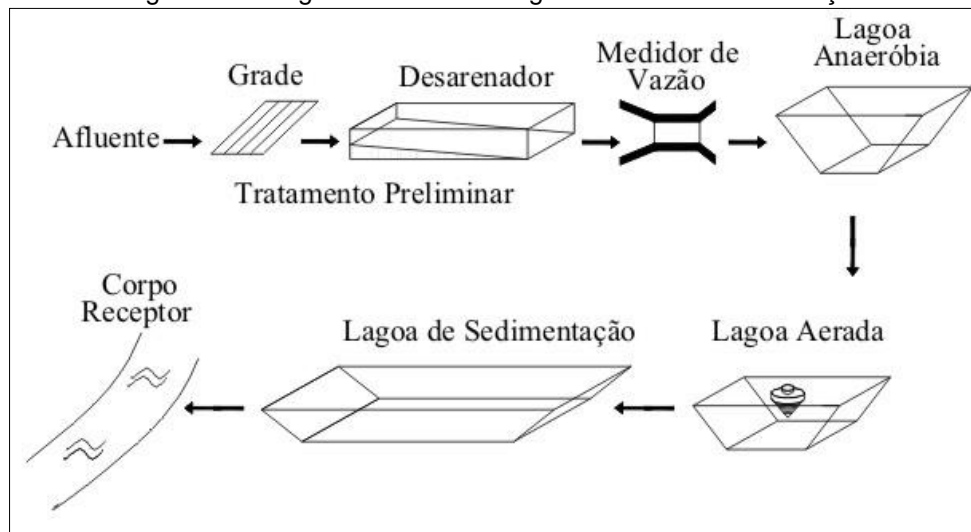 Lagoa
Anaeróbia
Medidor de
Vazão
Grade
Desarenador
Afluente
Tratamento Preliminar
Corpo
Receptor
Lagoa de Sedimentação
Lagoa Aerada